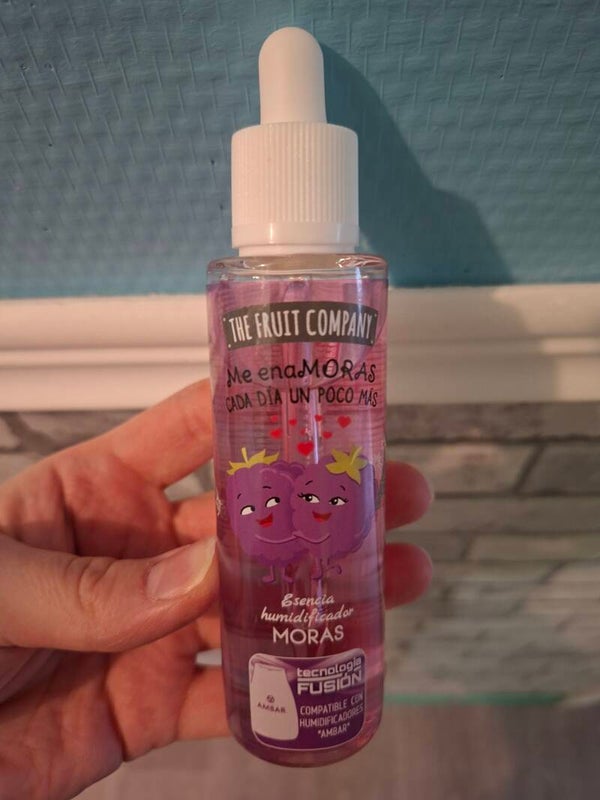 THE FRUIT COMPANY
Me enaMORAS
CADA DÍA UN POCO MÁS
Esencia
humidificador
MORAS
tecnología
FUSIÓN
AMBAR
COMPATIBLE CON
HUMIDIFICADORES
"AMBAR"